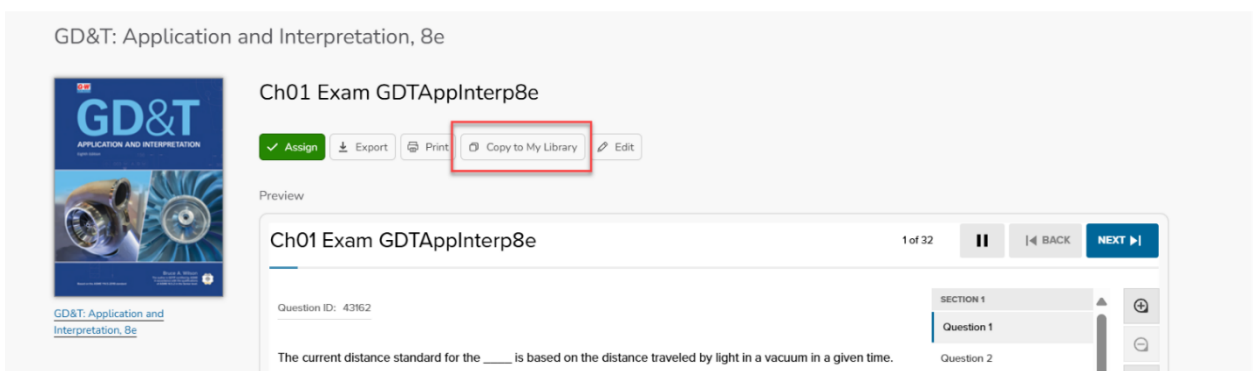 GD&T: Application and Interpretation, 8e
GD&T
APPLICATION AND INTERPRETATION
Bruce A. Wilson
GD&T: Application and
Interpretation, 8e
Ch01 Exam GDTAppInterp8e
Assign
Export
Print
Copy to My Library
Edit
Preview
Ch01 Exam GDTAppInterp8e
1 of 32
BACK
NEXT
Question ID: 43162
The current distance standard for the ____ is based on the distance traveled by light in a vacuum in a given time.
SECTION 1
Question 1
Question 2